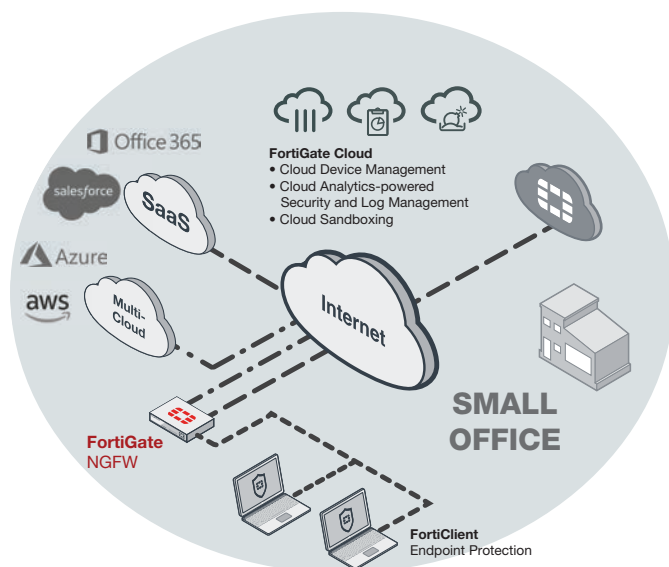 Office 365
salesforce
SaaS
Azure
aws
Multi-
Cloud
FortiGate Cloud
• Cloud Device Management
• Cloud Analytics-powered
Security and Log Management
• Cloud Sandboxing
Internet
SMALL
OFFICE
FortiGate
NGFW
FortiClient
Endpoint Protection